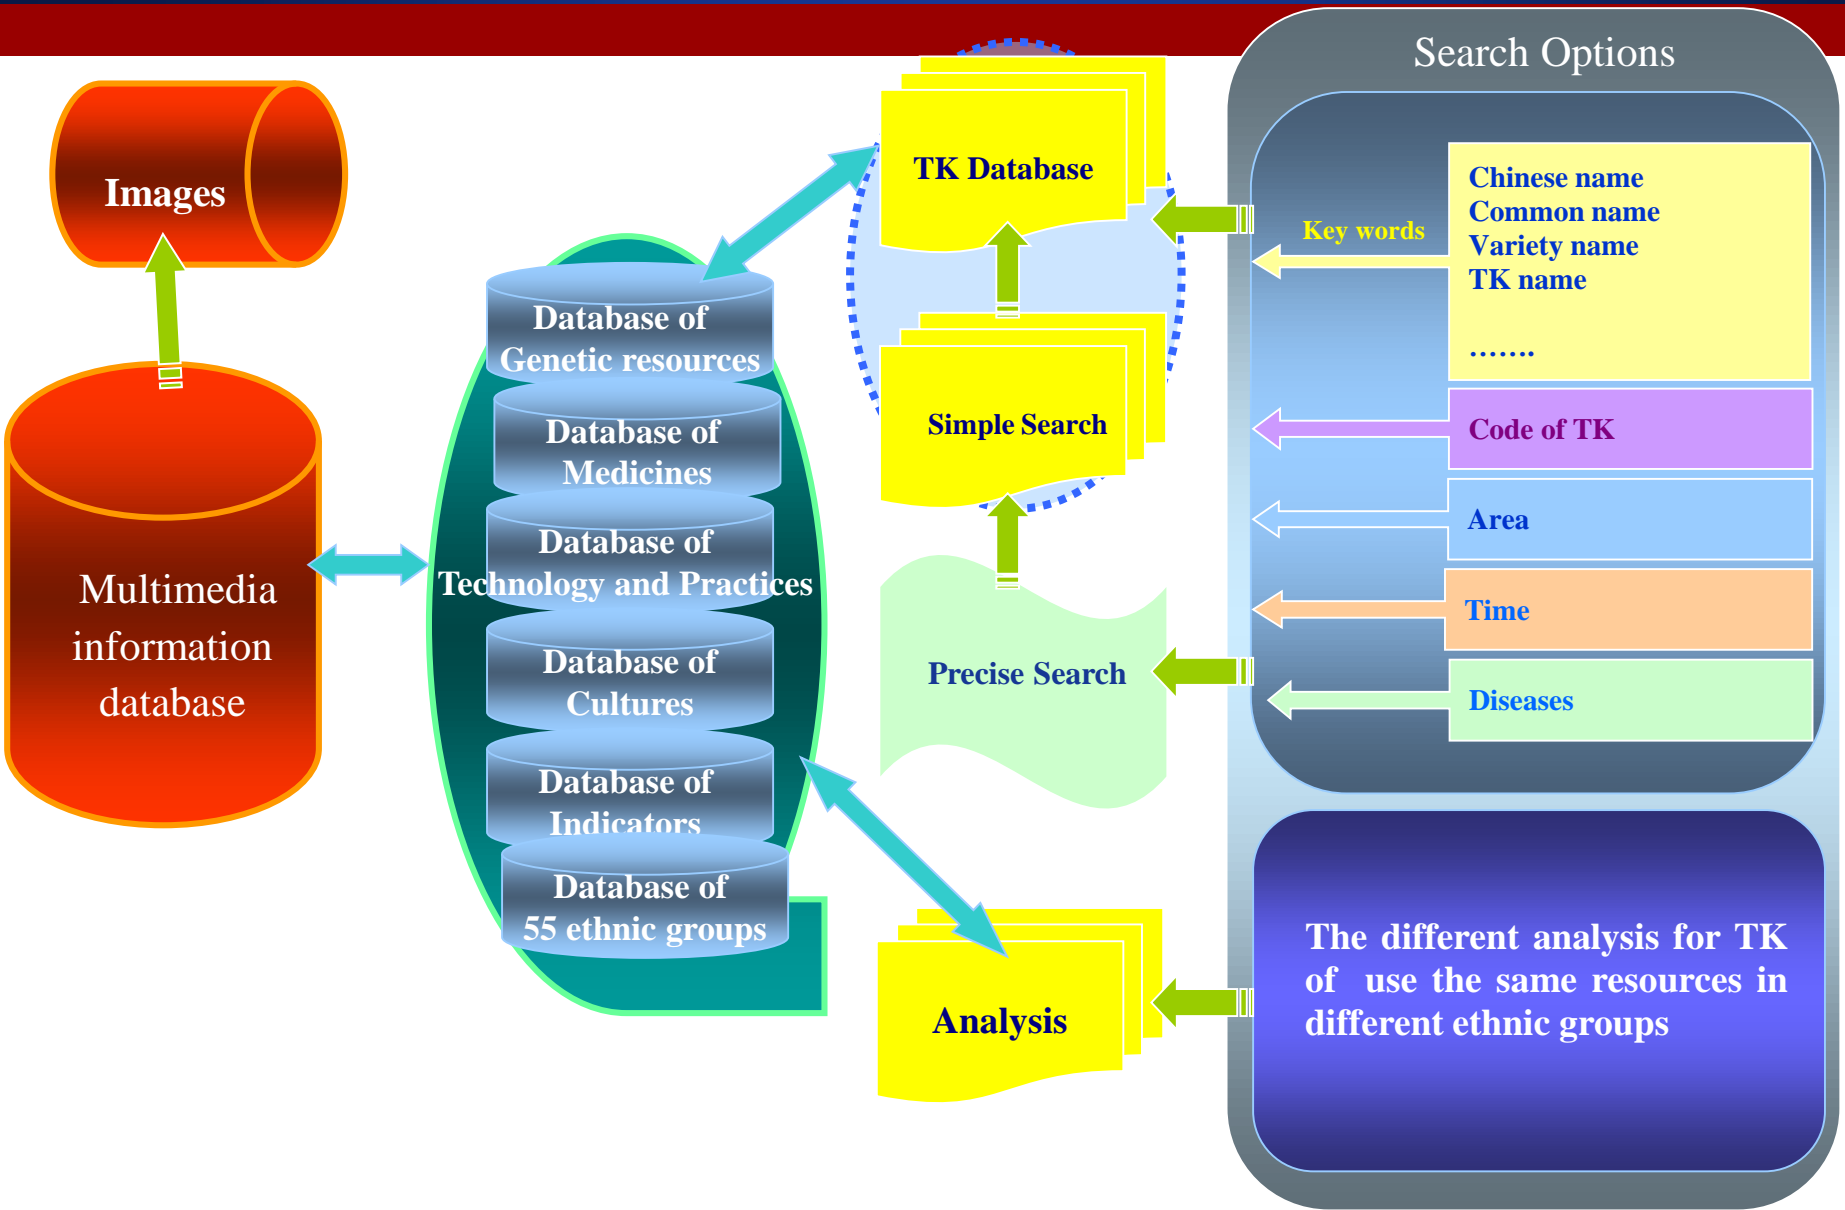 Search Options
Images
TK Database
Key words
Chinese name
Common name
Variety name
TK name
…….
Database of
Genetic resources
Database of
Medicines
Database of
Technology and Practices
Database of
Cultures
Database of
Indicators
Database of
55 ethnic groups
Multimedia
information
database
Simple Search
Precise Search
Code of TK
Area
Time
Diseases
Analysis
The different analysis for TK
of use the same resources in
different ethnic groups